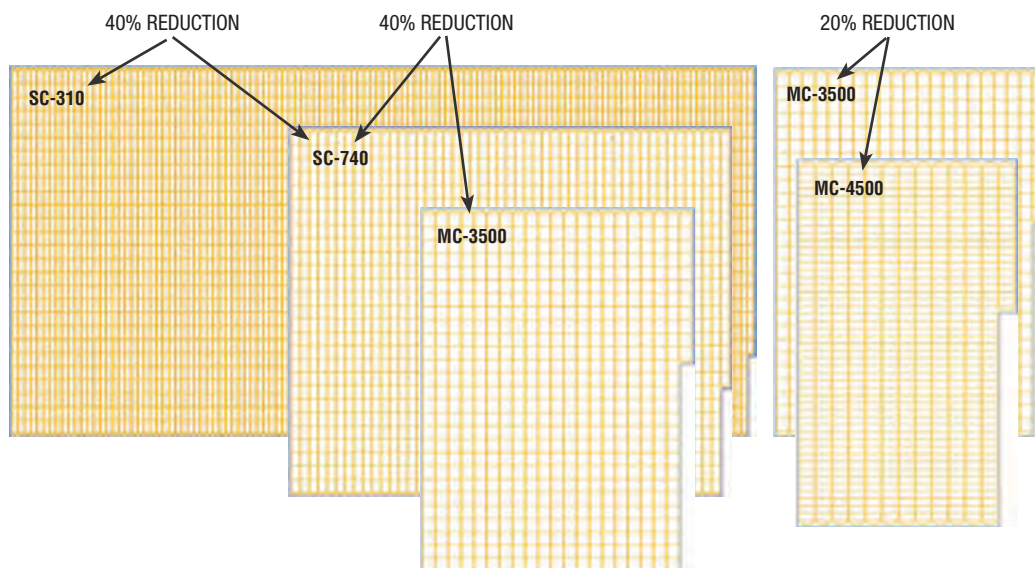 40% REDUCTION
40% REDUCTION
20% REDUCTION
SC-310
SC-740
MC-3500
MC-3500
MC-4500